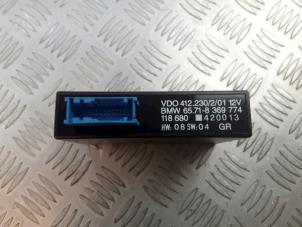 VDO 412.230/2/01 12V
BMW 65.71-8 369 774
118 680 ■420013
HW: 08 SW: 04 GR